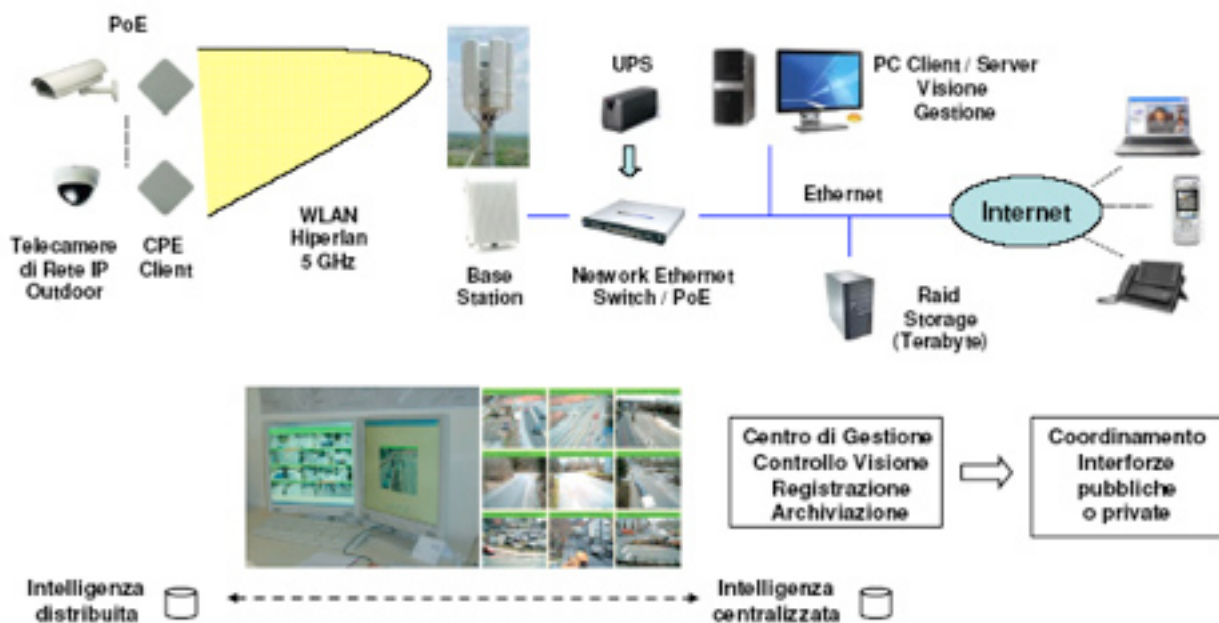 PoE
Telecamere
di Rete IP
Outdoor
CPE
Client
WLAN
Hiperlan
5 GHz
Base
Station
UPS
Network Ethernet
Switch / PoE
PC Client / Server
Visione
Gestione
Ethernet
Raid
Storage
(Terabyte)
Internet
Centro di Gestione
Controllo Visione
Registrazione
Archiviazione
Coordinamento
Interforze
pubbliche
o private
Intelligenza
distribuita
Intelligenza
centralizzata